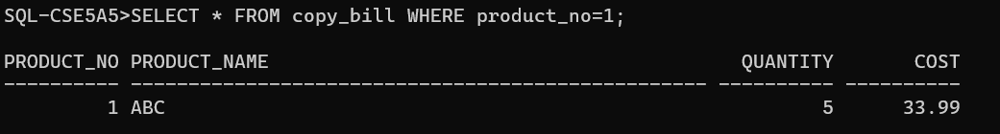 SQL-CSE5A5>SELECT * FROM copy_bill WHERE product_no=1;
PRODUCT_NO PRODUCT_NAME QUANTITY COST
---------- -------------------------------------------------- ---------- ----------
1 ABC 5 33.99